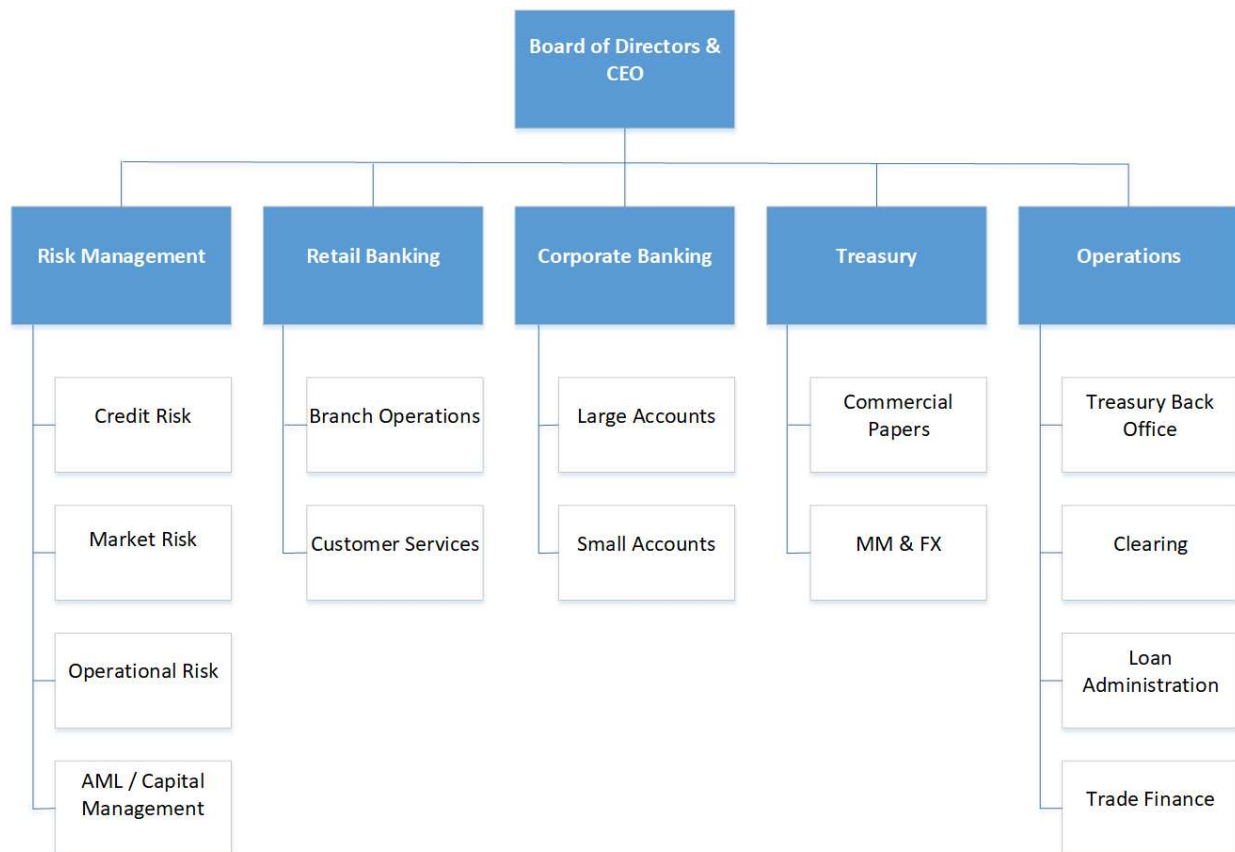 Board of Directors &
CEO
Risk Management
Retail Banking
Corporate Banking
Treasury
Operations
Credit Risk
Branch Operations
Large Accounts
Commercial
Papers
Treasury Back
Office
Market Risk
Customer Services
Small Accounts
MM & FX
Clearing
Operational Risk
Loan
Administration
AML / Capital
Management
Trade Finance